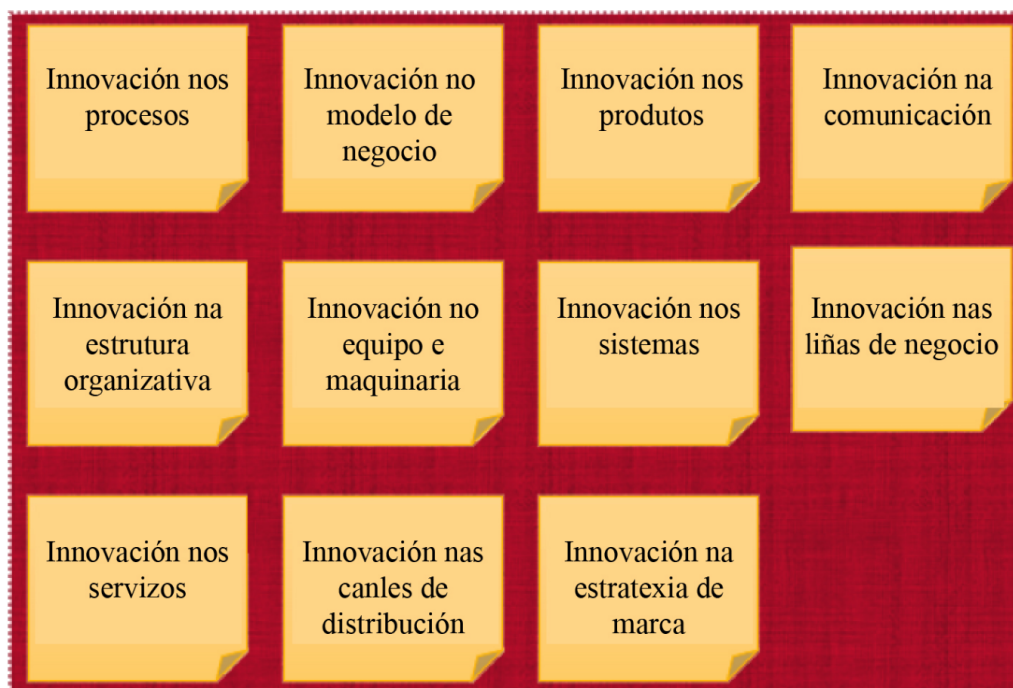 Innovación nos
procesos
Innovación no
modelo de
negocio
Innovación nos
produtos
Innovación na
comunicación
Innovación na
estrutura
organizativa
Innovación no
equipo e
maquinaria
Innovación nos
sistemas
Innovación nas
liñas de negocio
Innovación nos
servizos
Innovación nas
canles de
distribución
Innovación na
estratexia de
marca